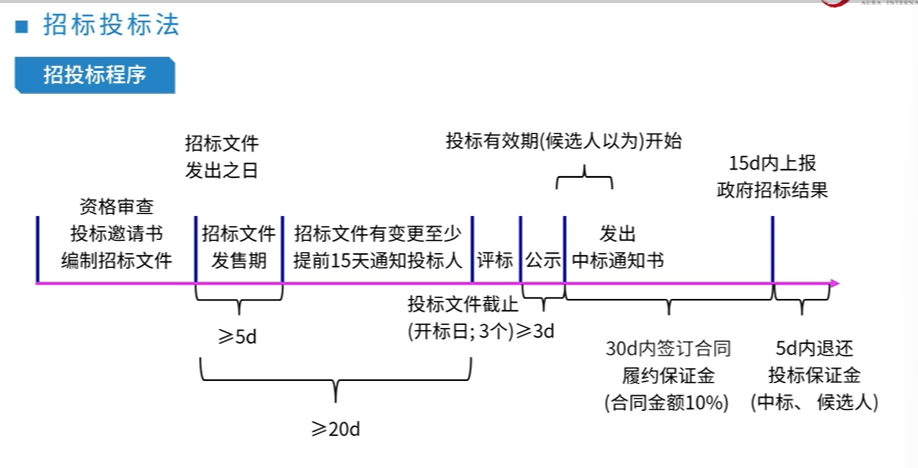 招标投标法
招投标程序
招标文件
发出之日
投标有效期(候选人以为)开始
15d内上报
政府招标结果
资格审查
投标邀请书
编制招标文件
招标文件
发售期
招标文件有变更至少
提前15天通知投标人
评标
公示
发出
中标通知书
投标文件截止
(开标日; 3个)
≥3d
≥5d
30d内签订合同
履约保证金
(合同金额10%)
5d内退还
投标保证金
(中标、 候选人)
≥20d